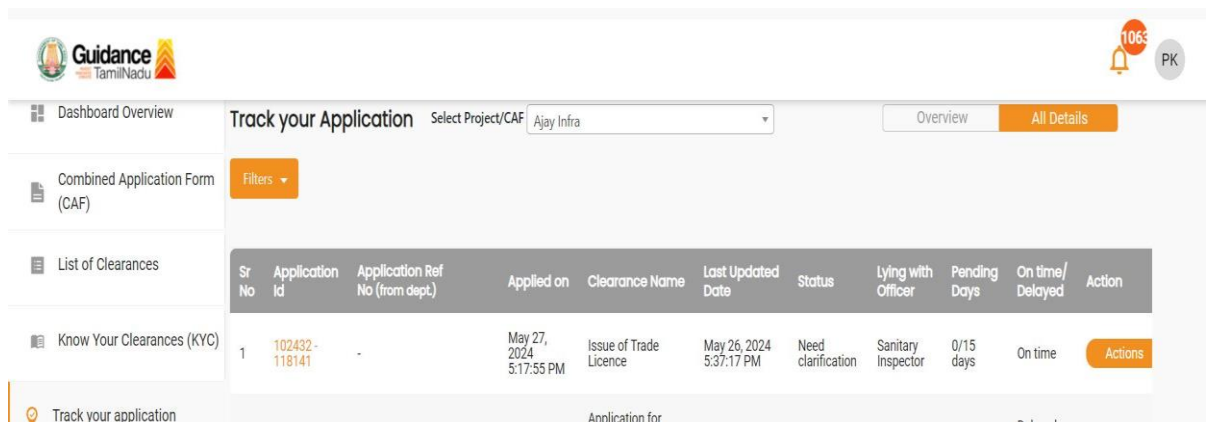 Guidance
TamilNadu
1063
PK
Dashboard Overview
Track your Application
Select Project/CAF
Ajay Infra
Overview
All Details
Combined Application Form
(CAF)
Filters
List of Clearances
Sr
No
Application
Id
Application Ref
No (from dept.)
Applied on
Clearance Name
Last Updated
Date
Status
Lying with
Officer
Pending
Days
On time/
Delayed
Action
Know Your Clearances (KYC)
1
102432 -
118141
-
May 27,
2024
5:17:55 PM
Issue of Trade
Licence
May 26, 2024
5:37:17 PM
Need
clarification
Sanitary
Inspector
0/15
days
On time
Actions
Track your application
Application for